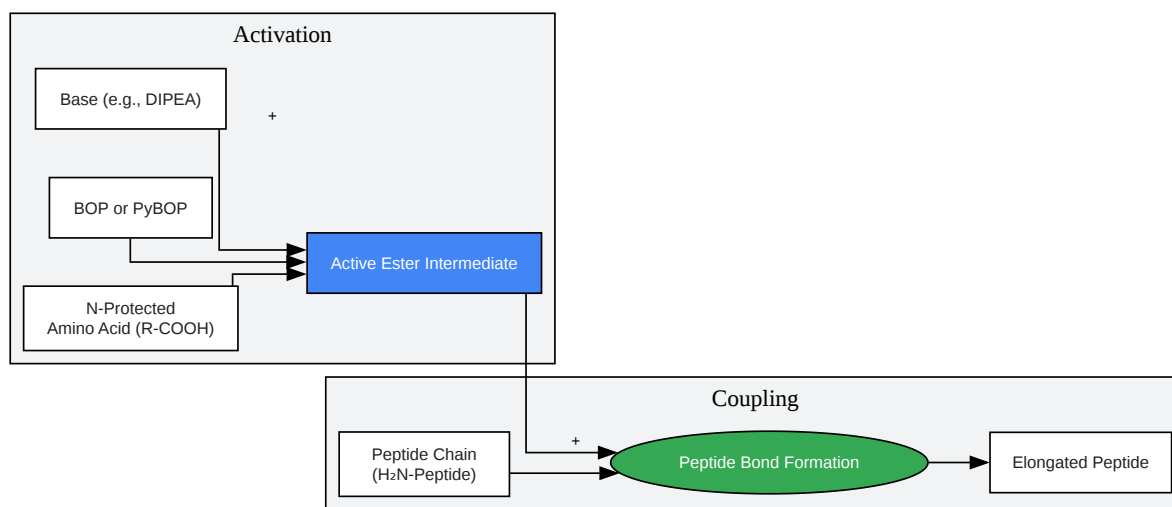 Activation
Base (e.g., DIPEA)
+
BOP or PyBOP
Active Ester Intermediate
N-Protected
Amino Acid (R-COOH)
Coupling
Peptide Chain
(H₂N-Peptide)
+
Peptide Bond Formation
Elongated Peptide